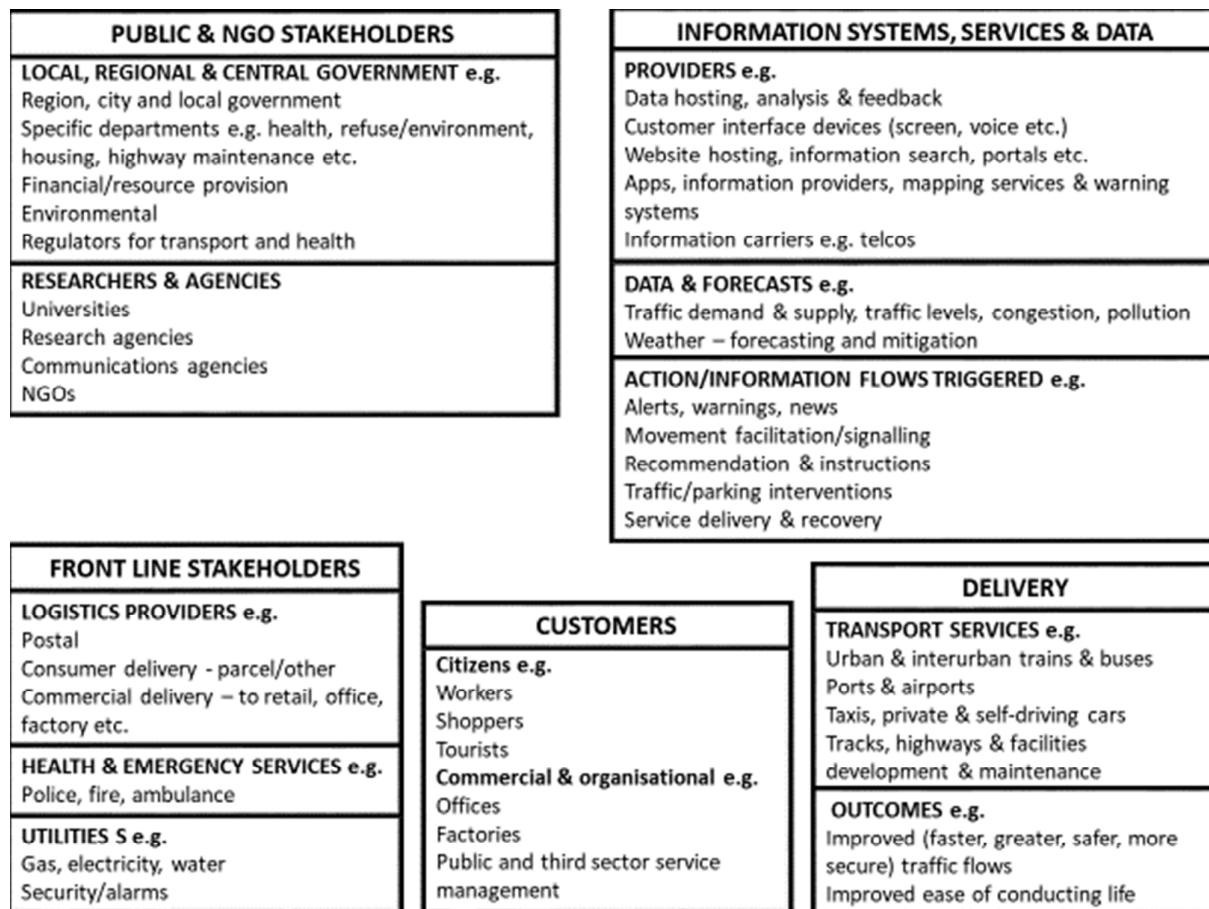 PUBLIC & NGO STAKEHOLDERS
LOCAL, REGIONAL & CENTRAL GOVERNMENT e.g.
Region, city and local government
Specific departments e.g. health, refuse/environment,
housing, highway maintenance etc.
Financial/resource provision
Environmental
Regulators for transport and health
RESEARCHERS & AGENCIES
Universities
Research agencies
Communications agencies
NGOs
INFORMATION SYSTEMS, SERVICES & DATA
PROVIDERS e.g.
Data hosting, analysis & feedback
Customer interface devices (screen, voice etc.)
Website hosting, information search, portals etc.
Apps, information providers, mapping services & warning
systems
Information carriers e.g. telcos
DATA & FORECASTS e.g.
Traffic demand & supply, traffic levels, congestion, pollution
Weather – forecasting and mitigation
ACTION/INFORMATION FLOWS TRIGGERED e.g.
Alerts, warnings, news
Movement facilitation/signalling
Recommendation & instructions
Traffic/parking interventions
Service delivery & recovery
FRONT LINE STAKEHOLDERS
LOGISTICS PROVIDERS e.g.
Postal
Consumer delivery - parcel/other
Commercial delivery – to retail, office,
factory etc.
HEALTH & EMERGENCY SERVICES e.g.
Police, fire, ambulance
UTILITIES S e.g.
Gas, electricity, water
Security/alarms
CUSTOMERS
Citizens e.g.
Workers
Shoppers
Tourists
Commercial & organisational e.g.
Offices
Factories
Public and third sector service
management
DELIVERY
TRANSPORT SERVICES e.g.
Urban & interurban trains & buses
Ports & airports
Taxis, private & self-driving cars
Tracks, highways & facilities
development & maintenance
OUTCOMES e.g.
Improved (faster, greater, safer, more
secure) traffic flows
Improved ease of conducting life